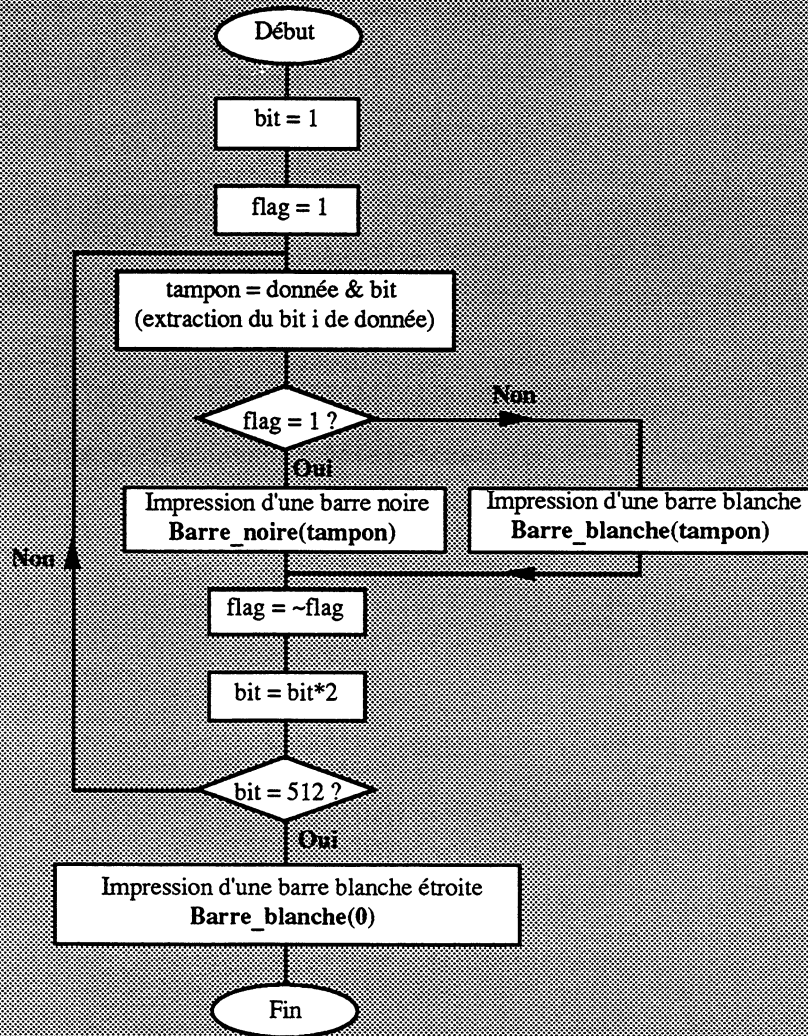 Début
bit = 1
flag = 1
tampon = donnée & bit
(extraction du bit i de donnée)
flag = 1 ?
Non
Oui
Impression d'une barre noire
Barre_noire(tampon)
Impression d'une barre blanche
Barre_blanche(tampon)
Non
flag = ~flag
bit = bit*2
bit = 512 ?
Oui
Impression d'une barre blanche étroite
Barre_blanche(0)
Fin